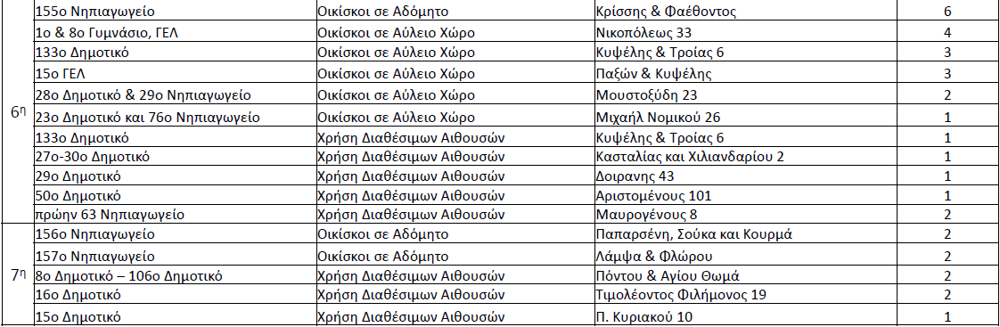 155ο Νηπιαγωγείο Οικίσκοι σε Αδόμητο Κρίσσης & Φαέθοντος 6
1ο & 8ο Γυμνάσιο, ΓΕΛ Οικίσκοι σε Αύλειο Χώρο Νικοπόλεως 33 4
133ο Δημοτικό Οικίσκοι σε Αύλειο Χώρο Κυψέλης & Τροίας 6 3
15ο ΓΕΛ Οικίσκοι σε Αύλειο Χώρο Παξών & Κυψέλης 3
28ο Δημοτικό & 29ο Νηπιαγωγείο Οικίσκοι σε Αύλειο Χώρο Μουστοξύδη 23 2
6η 23ο Δημοτικό και 76ο Νηπιαγωγείο Οικίσκοι σε Αύλειο Χώρο Μιχαήλ Νομικού 26 1
133ο Δημοτικό Χρήση Διαθέσιμων Αιθουσών Κυψέλης & Τροίας 6 1
27ο-30ο Δημοτικό Χρήση Διαθέσιμων Αιθουσών Κασταλίας και Χιλιανδαρίου 2 1
29ο Δημοτικό Χρήση Διαθέσιμων Αιθουσών Δοιρανης 43 1
50ο Δημοτικό Χρήση Διαθέσιμων Αιθουσών Αριστομένους 101 1
πρώην 63 Νηπιαγωγείο Χρήση Διαθέσιμων Αιθουσών Μαυρογένους 8 2
156ο Νηπιαγωγείο Οικίσκοι σε Αδόμητο Παπαρσένη, Σούκα και Κουρμά 2
157ο Νηπιαγωγείο Οικίσκοι σε Αδόμητο Λάμψα & Φλώρου 2
7η 8ο Δημοτικό – 106ο Δημοτικό Χρήση Διαθέσιμων Αιθουσών Πόντου & Αγίου Θωμά 2
16ο Δημοτικό Χρήση Διαθέσιμων Αιθουσών Τιμολέοντος Φιλήμονος 19 2
15ο Δημοτικό Χρήση Διαθέσιμων Αιθουσών Π. Κυριακού 10 1